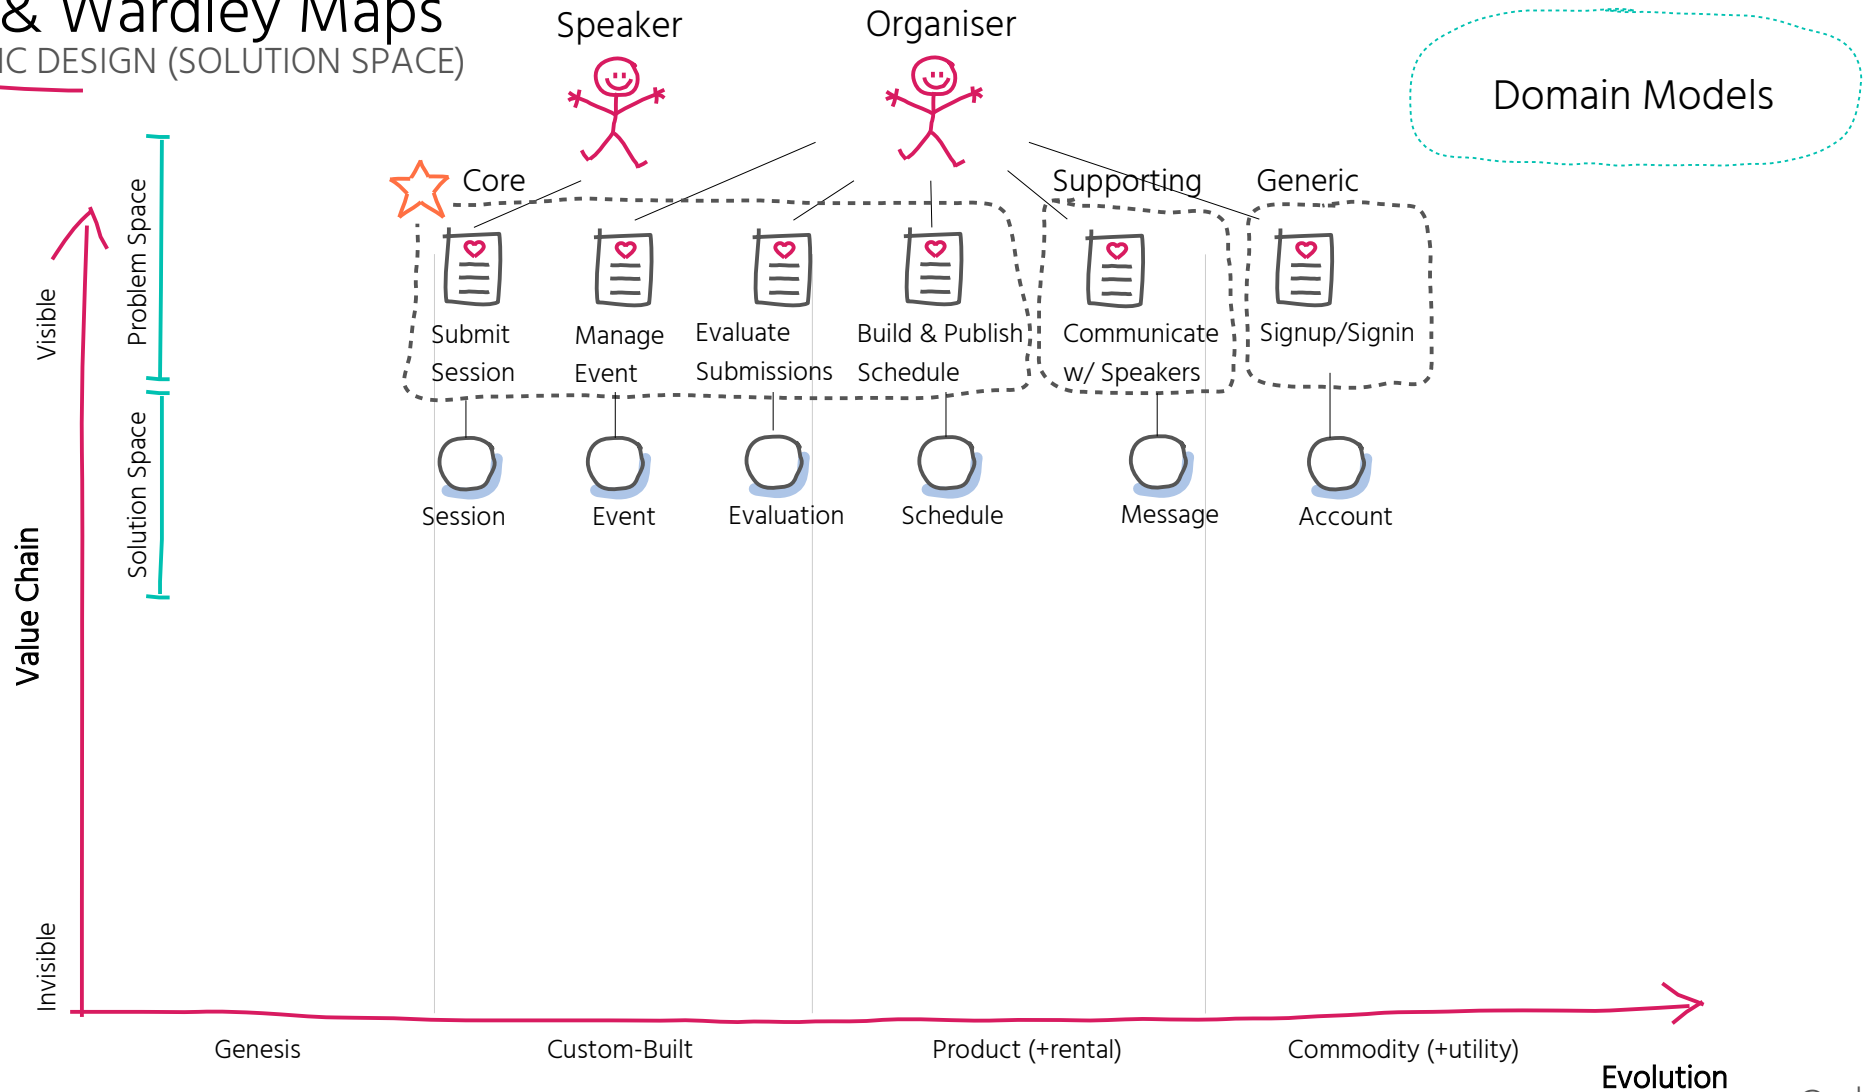 & Wardley Maps
IC DESIGN (SOLUTION SPACE)
Speaker
Organiser
Domain Models
Core
Supporting
Generic
Problem Space
Visible
Submit
Session
Manage
Event
Evaluate
Submissions
Build & Publish
Schedule
Communicate
w/ Speakers
Signup/Signin
Solution Space
Session
Event
Evaluation
Schedule
Message
Account
Value Chain
Invisible
Genesis
Custom-Built
Product (+rental)
Commodity (+utility)
Evolution